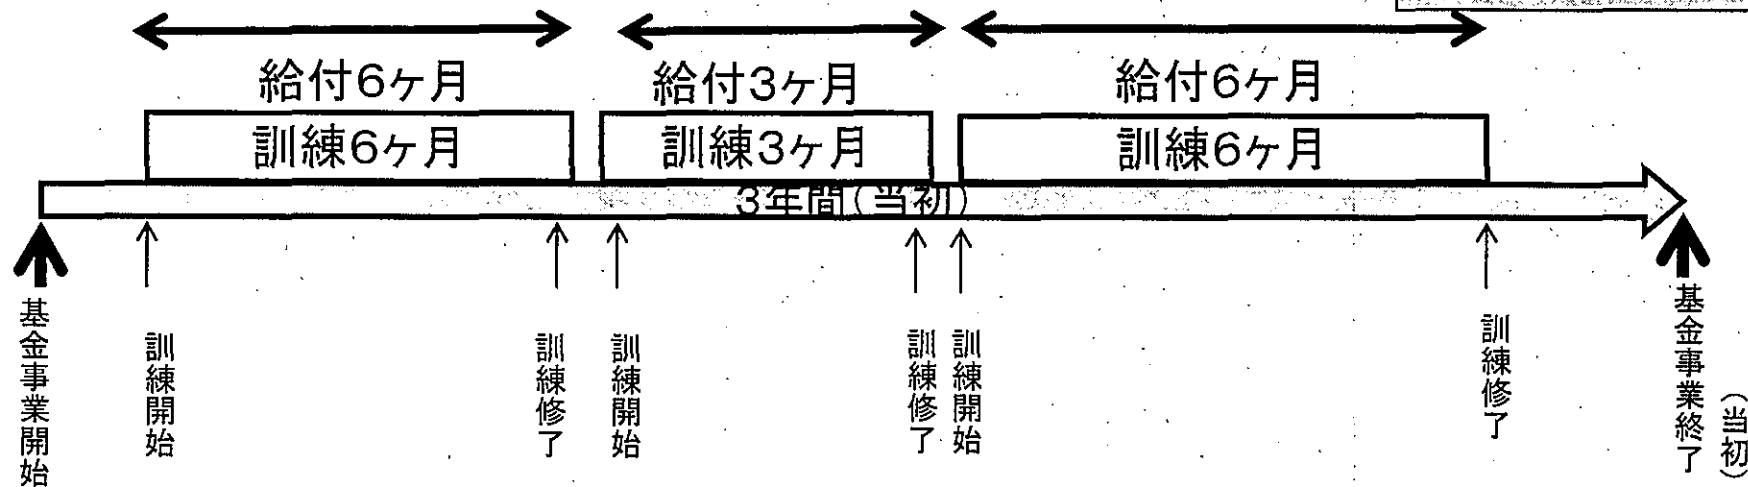 給付6ヶ月
給付3ヶ月
給付6ヶ月
訓練6ヶ月
訓練3ヶ月
訓練6ヶ月
3年間(当初)
基金事業開始
訓練開始
訓練修了
訓練開始
訓練修了
訓練開始
訓練修了
基金事業終了
(当初)